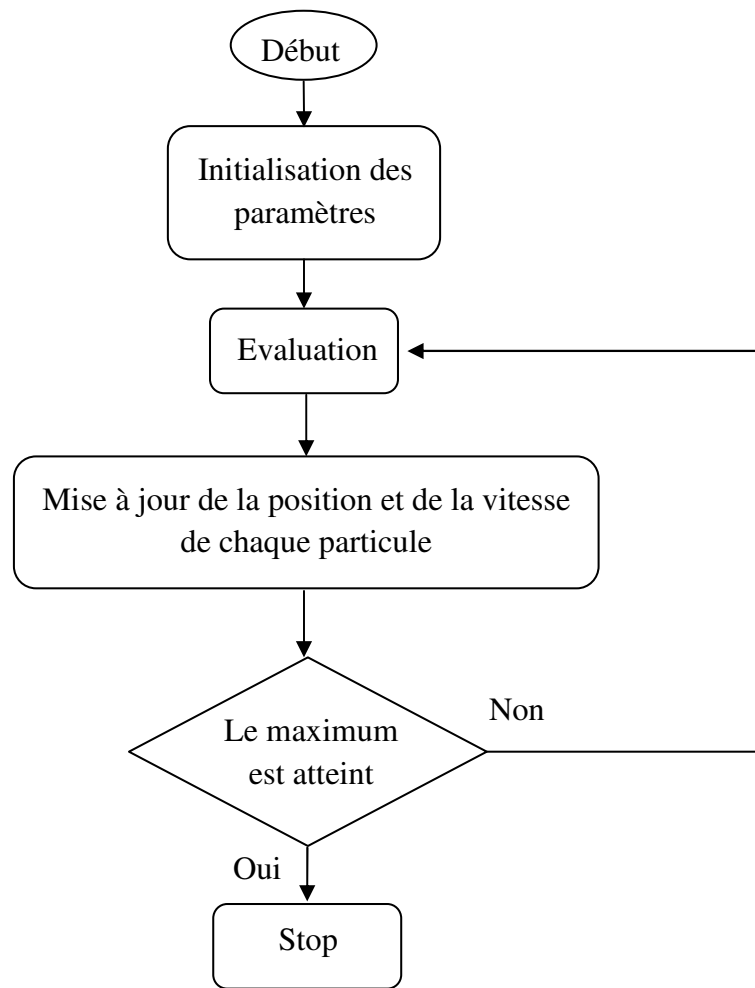 Début
Initialisation des
paramètres
Evaluation
Mise à jour de la position et de la vitesse
de chaque particule
Le maximum
est atteint
Non
Oui
Stop